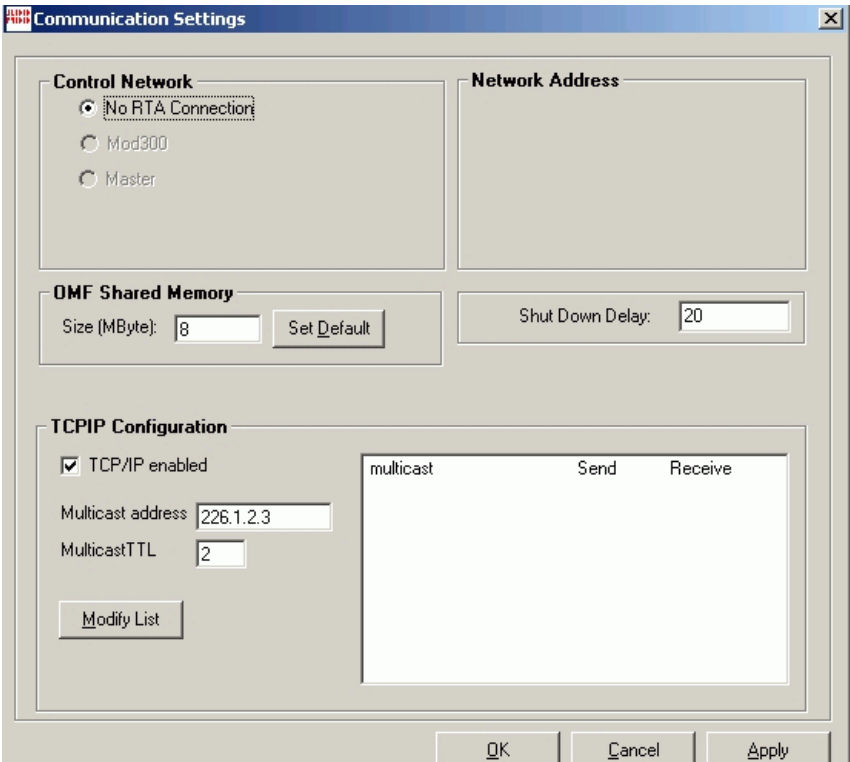 Communication Settings
Control Network
No RTA Connection
Mod300
Master
Network Address
OMF Shared Memory
Size (MByte): 8 Set Default
Shut Down Delay: 20
TCPIP Configuration
TCP/IP enabled
Multicast address 226.1.2.3
MulticastTTL 2
Modify List
multicast Send Receive
OK Cancel Apply